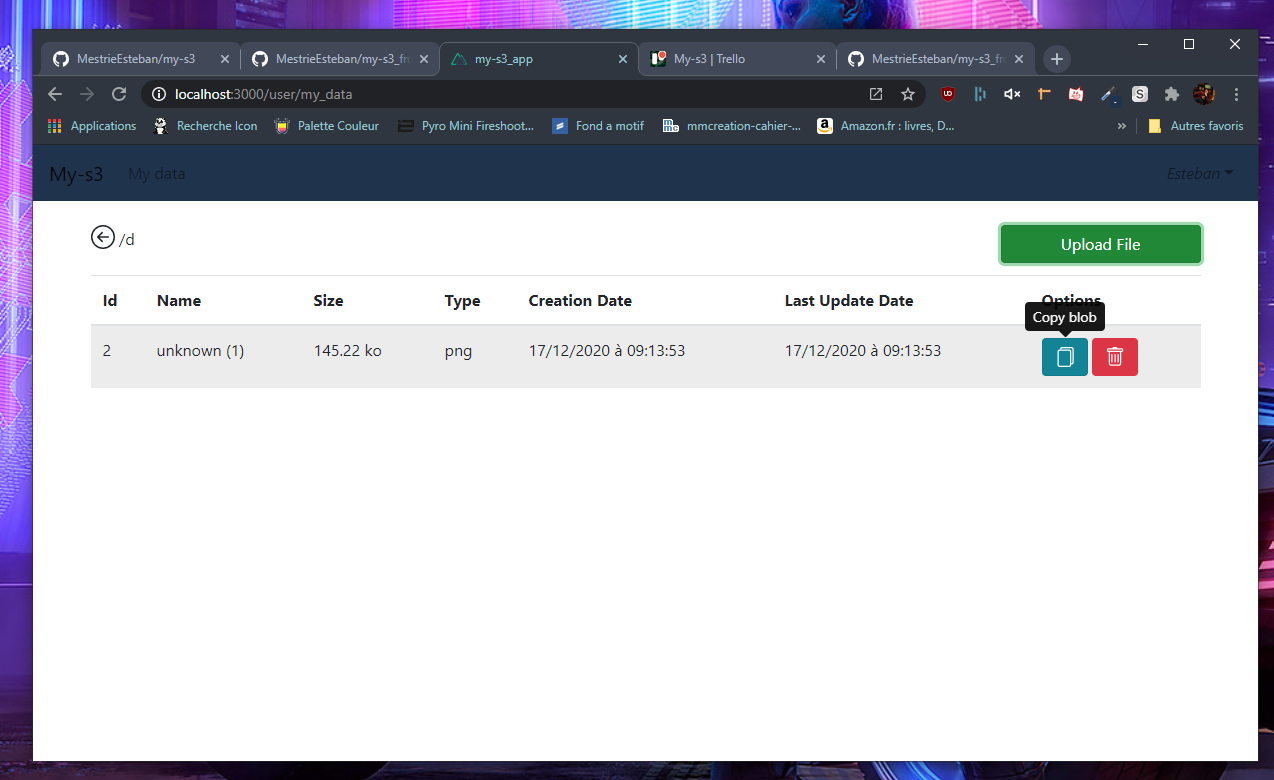 MestrieEsteban/my-s3
MestrieEsteban/my-s3_fr
my-s3_app
My-s3 | Trello
MestrieEsteban/my-s3_fr
localhost:3000/user/my_data
Applications
Recherche Icon
Palette Couleur
Pyro Mini Fireshoot...
Fond a motif
mmcreation-cahier-...
Amazon.fr : livres, D...
»
Autres favoris
My-s3
My data
Esteban
/d
Upload File
Id Name Size Type Creation Date Last Update Date Options
Copy blob
2 unknown (1) 145.22 ko png 17/12/2020 à 09:13:53 17/12/2020 à 09:13:53